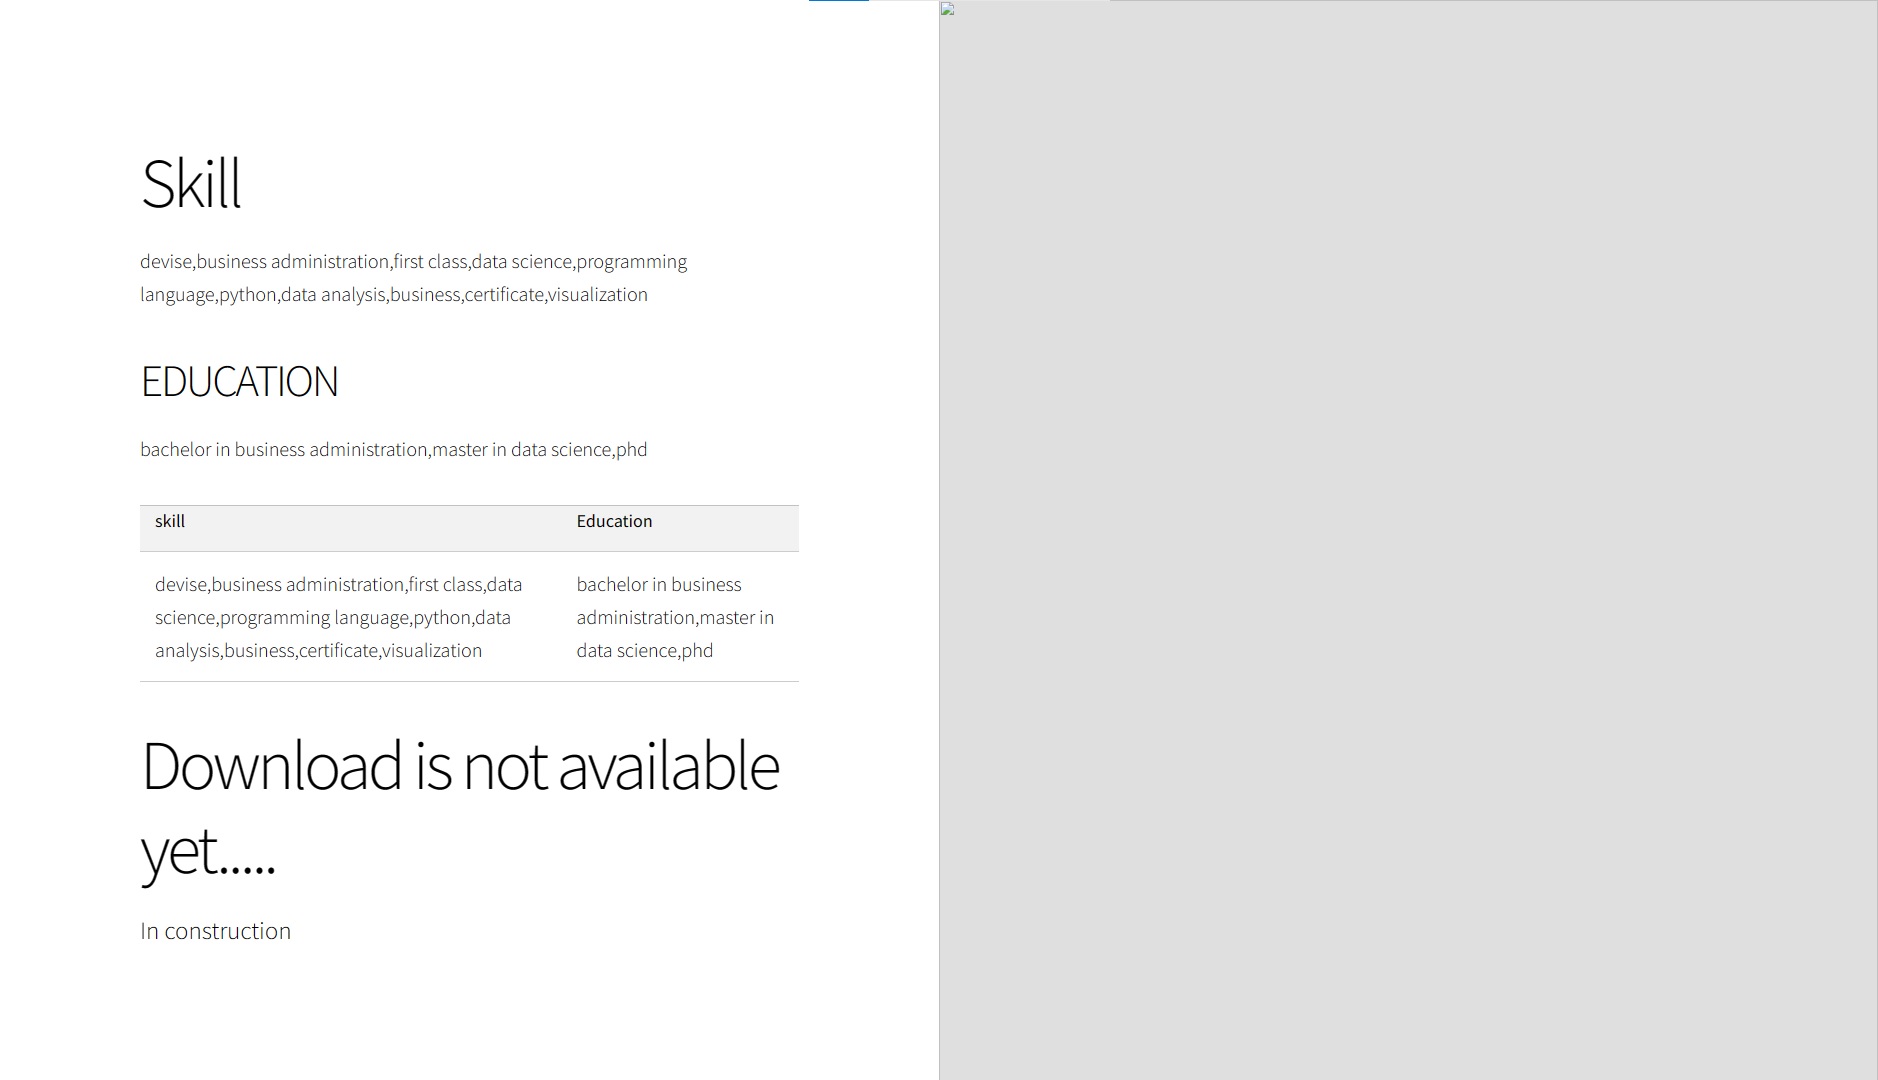 Skill
devise,business administration,first class,data science,programming
language,python,data analysis,business,certificate,visualization
EDUCATION
bachelor in business administration,master in data science,phd
skill Education
devise,business administration,first class,data bachelor in business
science,programming language,python,data administration,master in
analysis,business,certificate,visualization data science,phd
Download is not available
yet.....
In construction